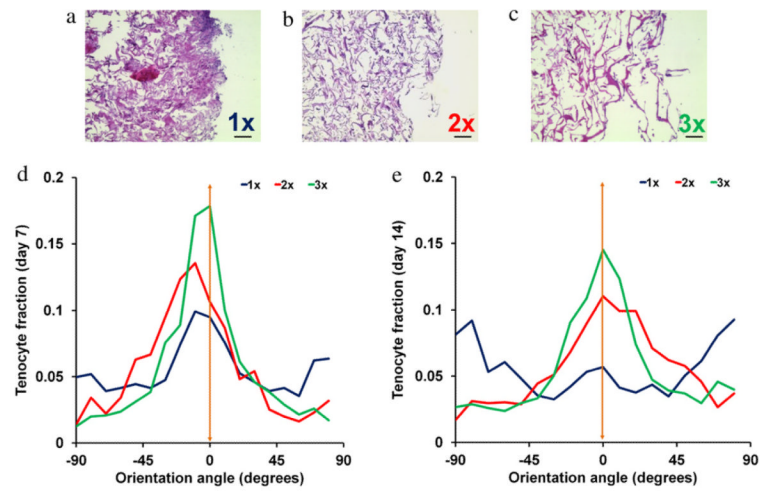 a
b
c
1x
2x
3x
d
e
0.2
0.15
0.1
0.05
0
-90
-45
0
45
90
Tenocyte fraction (day 7)
Orientation angle (degrees)
1x 2x 3x
0.2
0.15
0.1
0.05
0
-90
-45
0
45
90
Tenocyte fraction (day 14)
Orientation angle (degrees)
1x 2x 3x